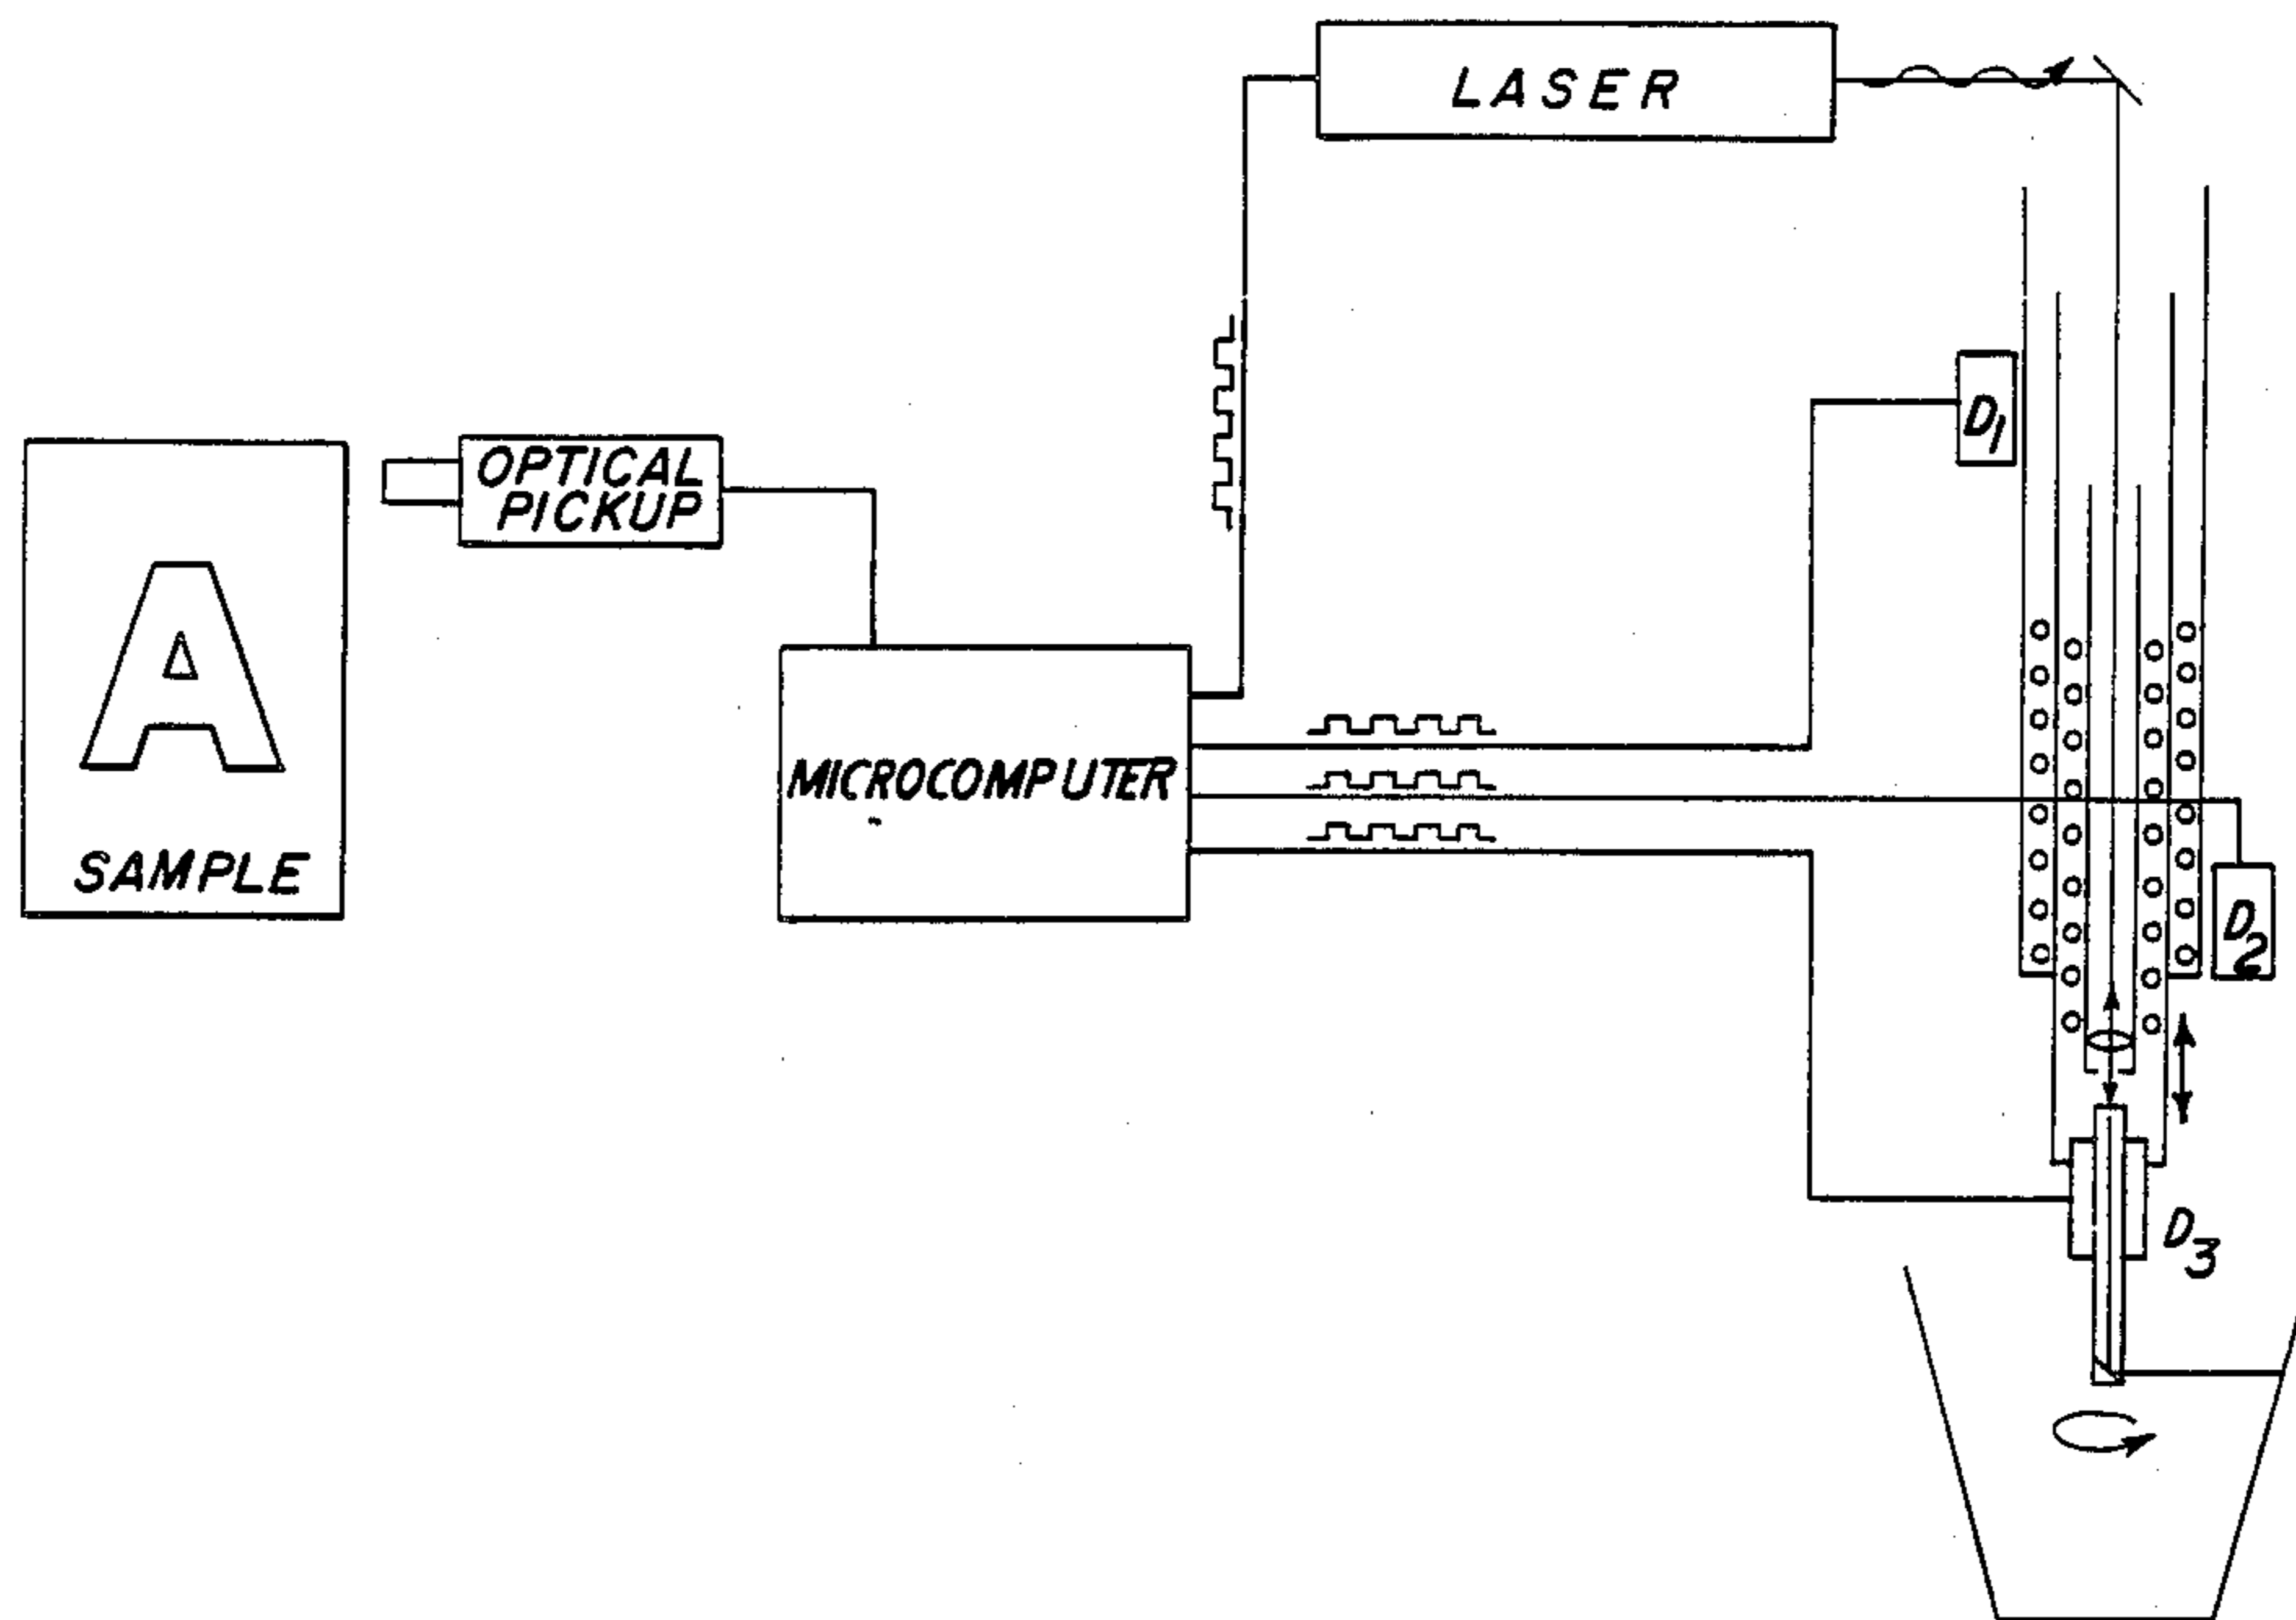 LASER
D1
OPTICAL
PICKUP
A
SAMPLE
MICROCOMPUTER
D2
D3